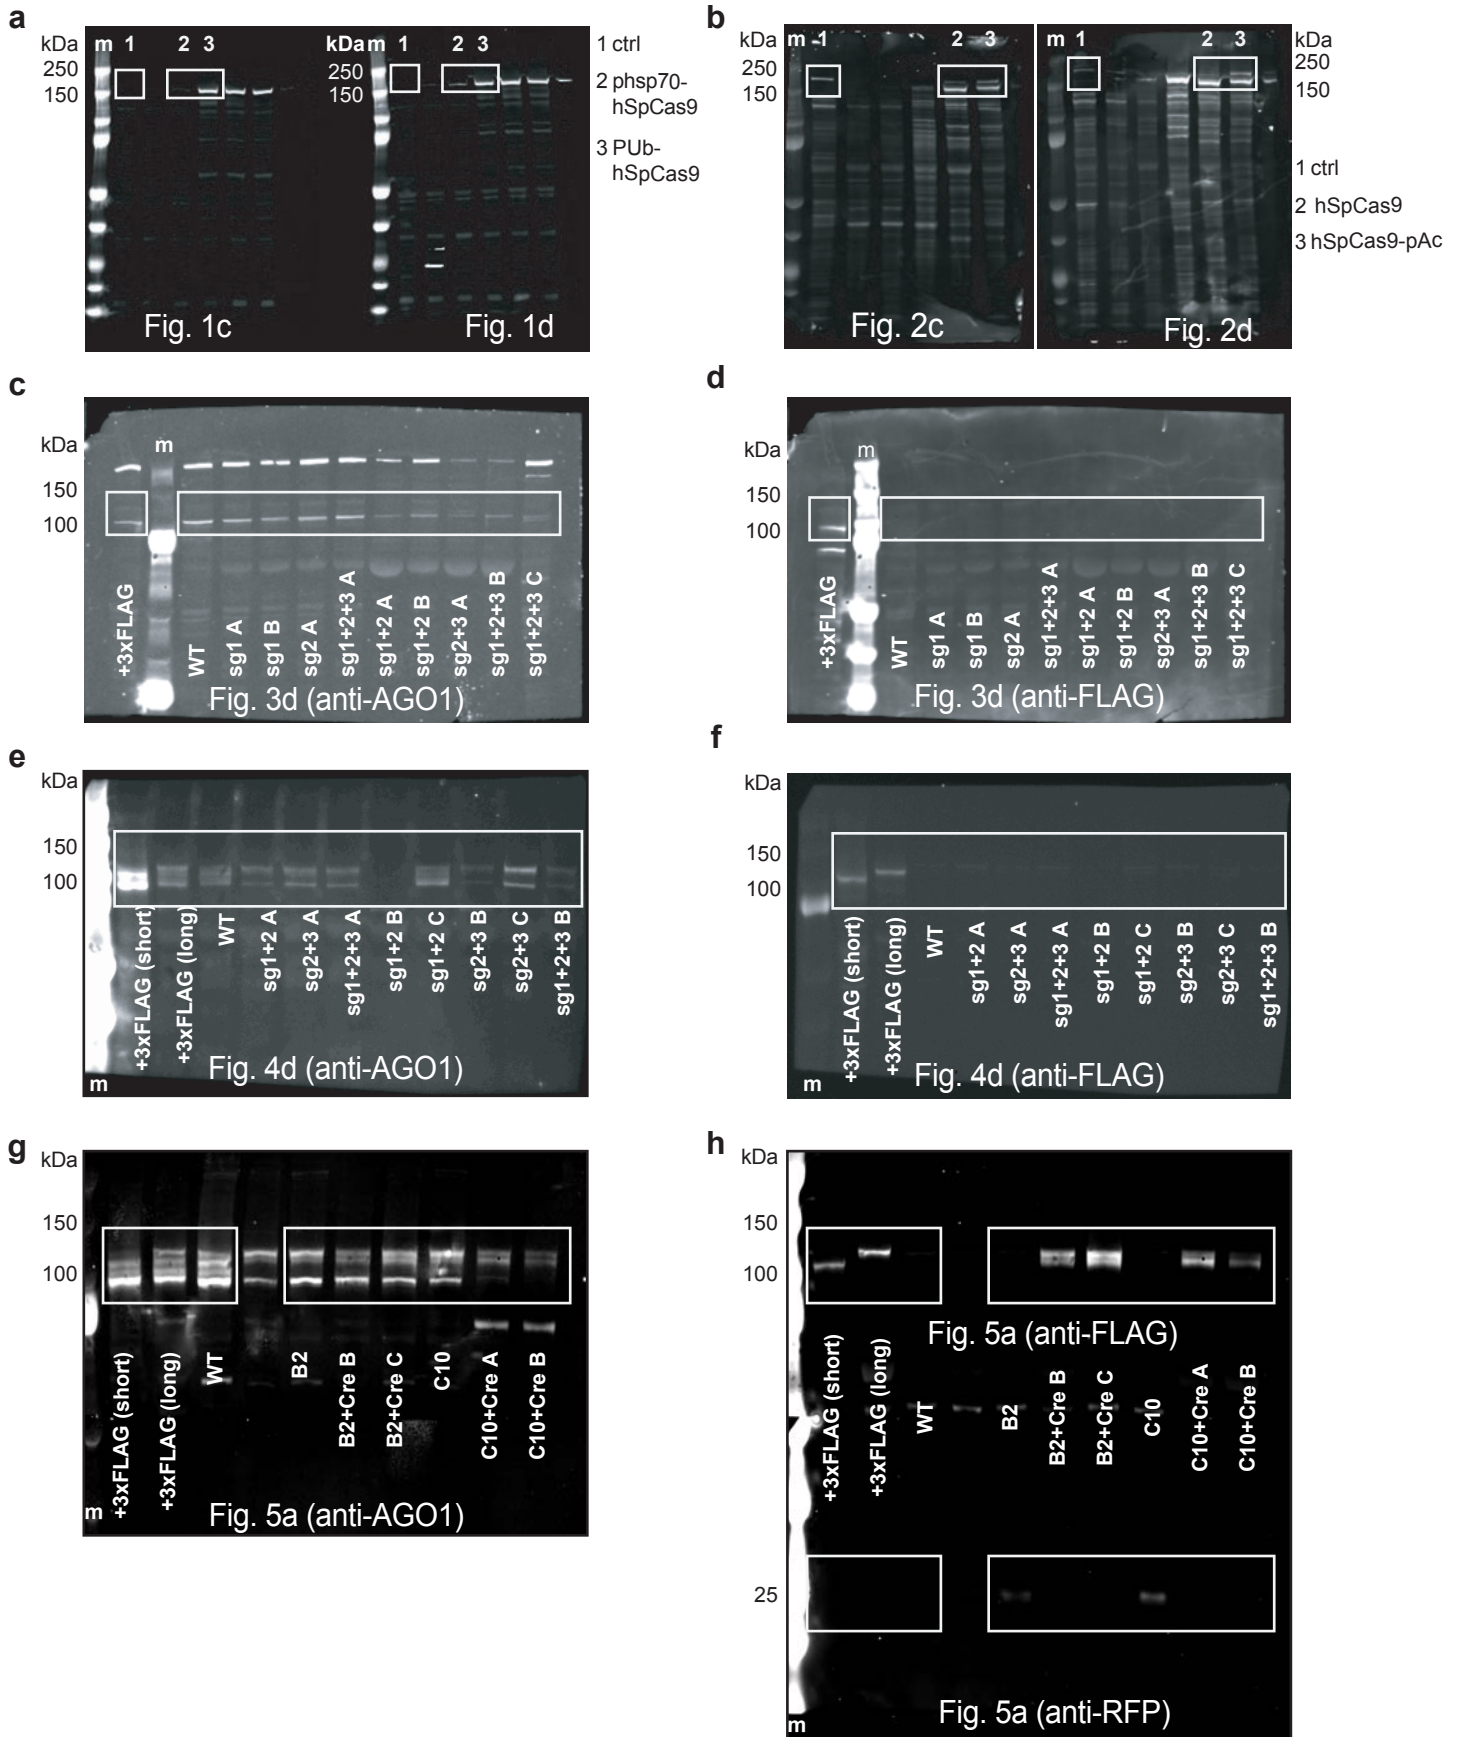 a
kDa m 1 2 3
250
150
Fig. 1c
kDa m 1 2 3
250
150
Fig. 1d
1 ctrl
2 phsp70-
hSpCas9
3 PUb-
hSpCas9
b
kDa m 1 2 3
250
150
Fig. 2c
m 1 2 3 kDa
250
150
Fig. 2d
1 ctrl
2 hSpCas9
3 hSpCas9-pAc
c
kDa
m
150
100
+3xFLAG
WT
sg1 A
sg1 B
sg2 A
sg1+2+3 A
sg1+2 A
sg1+2 B
sg2+3 A
sg1+2+3 B
sg1+2+3 C
Fig. 3d (anti-AGO1)
d
kDa
m
150
100
+3xFLAG
WT
sg1 A
sg1 B
sg2 A
sg1+2+3 A
sg1+2 A
sg1+2 B
sg2+3 A
sg1+2+3 B
sg1+2+3 C
Fig. 3d (anti-FLAG)
e
kDa
150
100
m
+3xFLAG (short)
+3xFLAG (long)
WT
sg1+2 A
sg2+3 A
sg1+2+3 A
sg1+2 B
sg1+2 C
sg2+3 B
sg2+3 C
sg1+2+3 B
Fig. 4d (anti-AGO1)
f
kDa
150
100
m
+3xFLAG (short)
+3xFLAG (long)
WT
sg1+2 A
sg2+3 A
sg1+2+3 A
sg1+2 B
sg1+2 C
sg2+3 B
sg2+3 C
sg1+2+3 B
Fig. 4d (anti-FLAG)
g
kDa
150
100
m
+3xFLAG (short)
+3xFLAG (long)
WT
B2
B2+Cre B
B2+Cre C
C10
C10+Cre A
C10+Cre B
Fig. 5a (anti-AGO1)
h
kDa
150
100
Fig. 5a (anti-FLAG)
+3xFLAG (short)
+3xFLAG (long)
WT
B2
B2+Cre B
B2+Cre C
C10
C10+Cre A
C10+Cre B
25
m
Fig. 5a (anti-RFP)